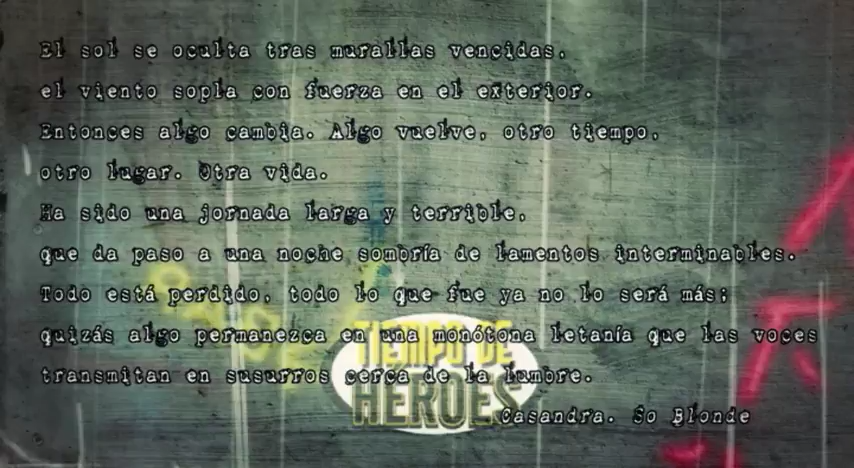 El sol se oculta tras murallas vencidas,
el viento sopla con fuerza en el exterior.
Entonces algo cambia. Algo vuelve, otro tiempo,
otro lugar. Otra vida.
Ha sido una jornada larga y terrible,
que da paso a una noche sombría de lamentos interminables.
Todo está perdido, todo lo que fue ya no lo será más;
quizás algo permanezca en una monótona letanía que las voces
transmitan en susurros cerca de la lumbre.
TIEMPO DE
HEROES
Casandra. So Blonde